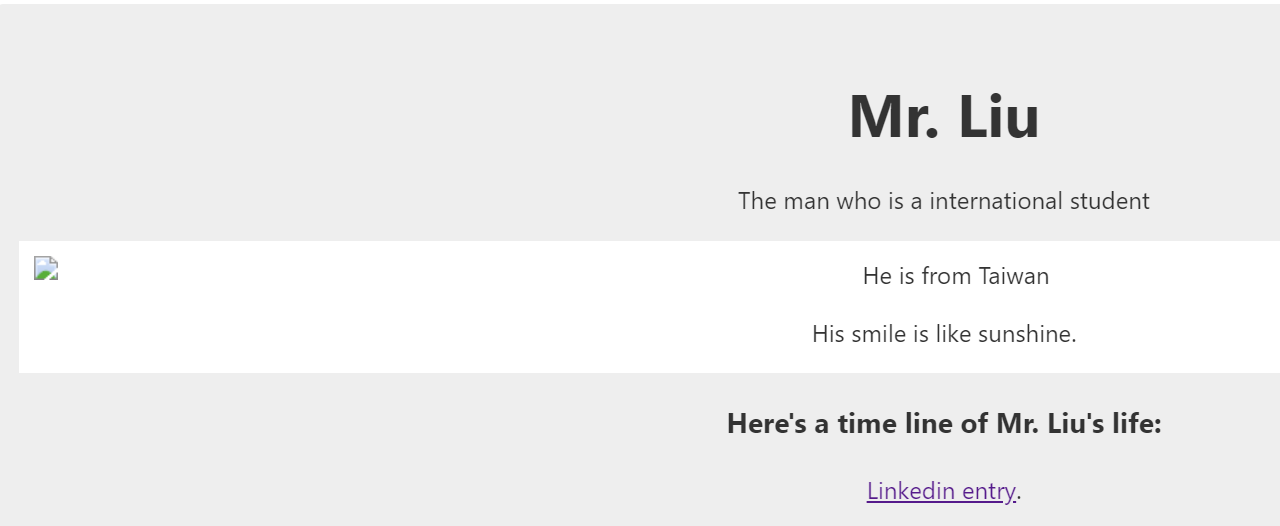 Mr. Liu
The man who is a international student
He is from Taiwan
His smile is like sunshine.
Here's a time line of Mr. Liu's life:
Linkedin entry.